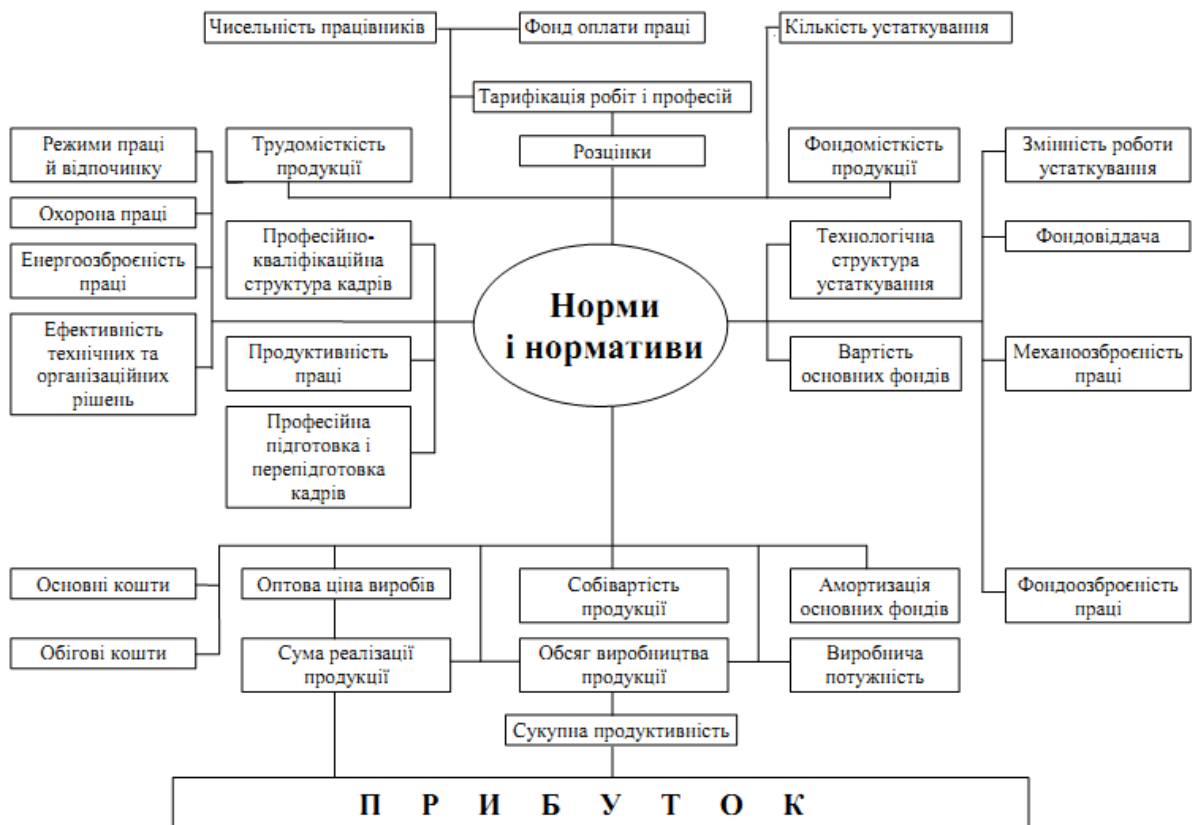 Чисельність працівників
Фонд оплати праці
Кількість устаткування
Тарифікація робіт і професій
Режими праці
й відпочинку
Трудомісткість
продукції
Розцінки
Фондомісткість
продукції
Змінність роботи
устаткування
Охорона праці
Професійно-
кваліфікаційна
структура кадрів
Технологічна
структура
устаткування
Фондовіддача
Енергоозброєність
праці
Норми
і нормативи
Ефективність
технічних та
організаційних
рішень
Продуктивність
праці
Вартість
основних фондів
Механоозброєність
праці
Професійна
підготовка і
перепідготовка
кадрів
Основні кошти
Оптова ціна виробів
Собівартість
продукції
Амортизація
основних фондів
Фондоозброєність
праці
Обігові кошти
Сума реалізації
продукції
Обсяг виробництва
продукції
Виробнича
потужність
Сукупна продуктивність
П Р И Б У Т О К